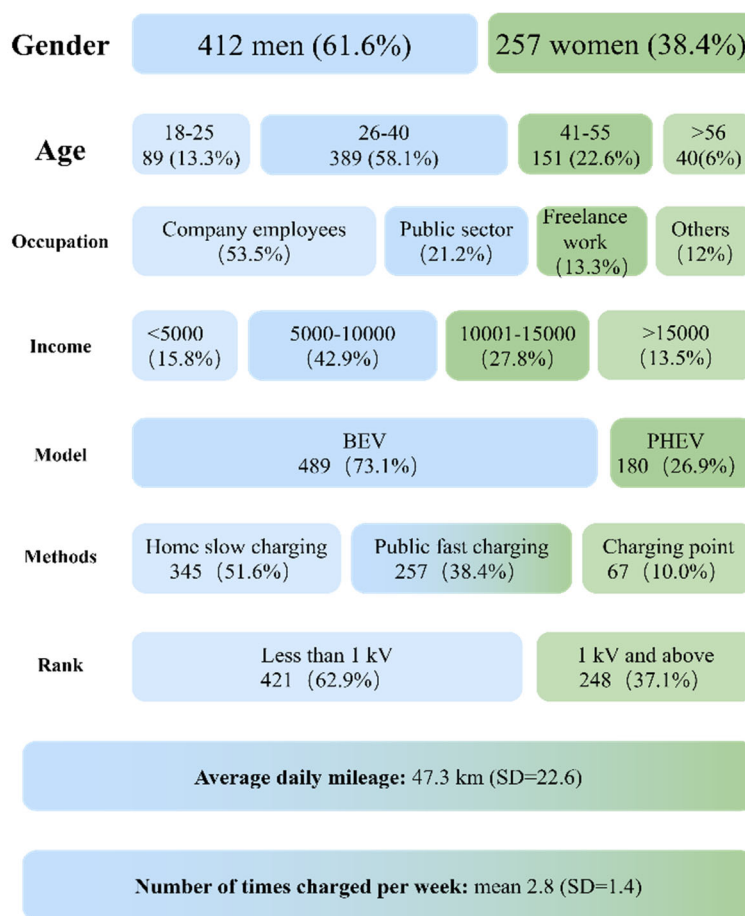 Gender
412 men (61.6%)
257 women (38.4%)
Age
18-25
89 (13.3%)
26-40
389 (58.1%)
41-55
151 (22.6%)
>56
40(6%)
Occupation
Company employees
(53.5%)
Public sector
(21.2%)
Freelance
work
(13.3%)
Others
(12%)
Income
<5000
(15.8%)
5000-10000
(42.9%)
10001-15000
(27.8%)
>15000
(13.5%)
Model
BEV
489 (73.1%)
PHEV
180 (26.9%)
Methods
Home slow charging
345 (51.6%)
Public fast charging
257 (38.4%)
Charging point
67 (10.0%)
Rank
Less than 1 kV
421 (62.9%)
1 kV and above
248 (37.1%)
Average daily mileage: 47.3 km (SD=22.6)
Number of times charged per week: mean 2.8 (SD=1.4)